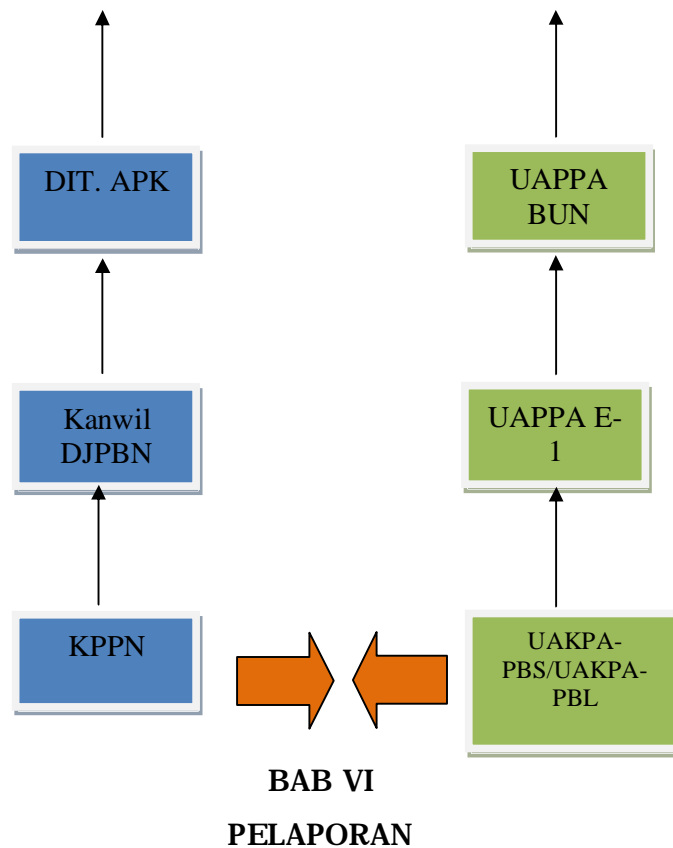 DIT. APK
UAPPA
BUN
Kanwil
DJPBN
UAPPA E-
1
KPPN
UAKPA-
PBS/UAKPA-
PBL
BAB VI
PELAPORAN